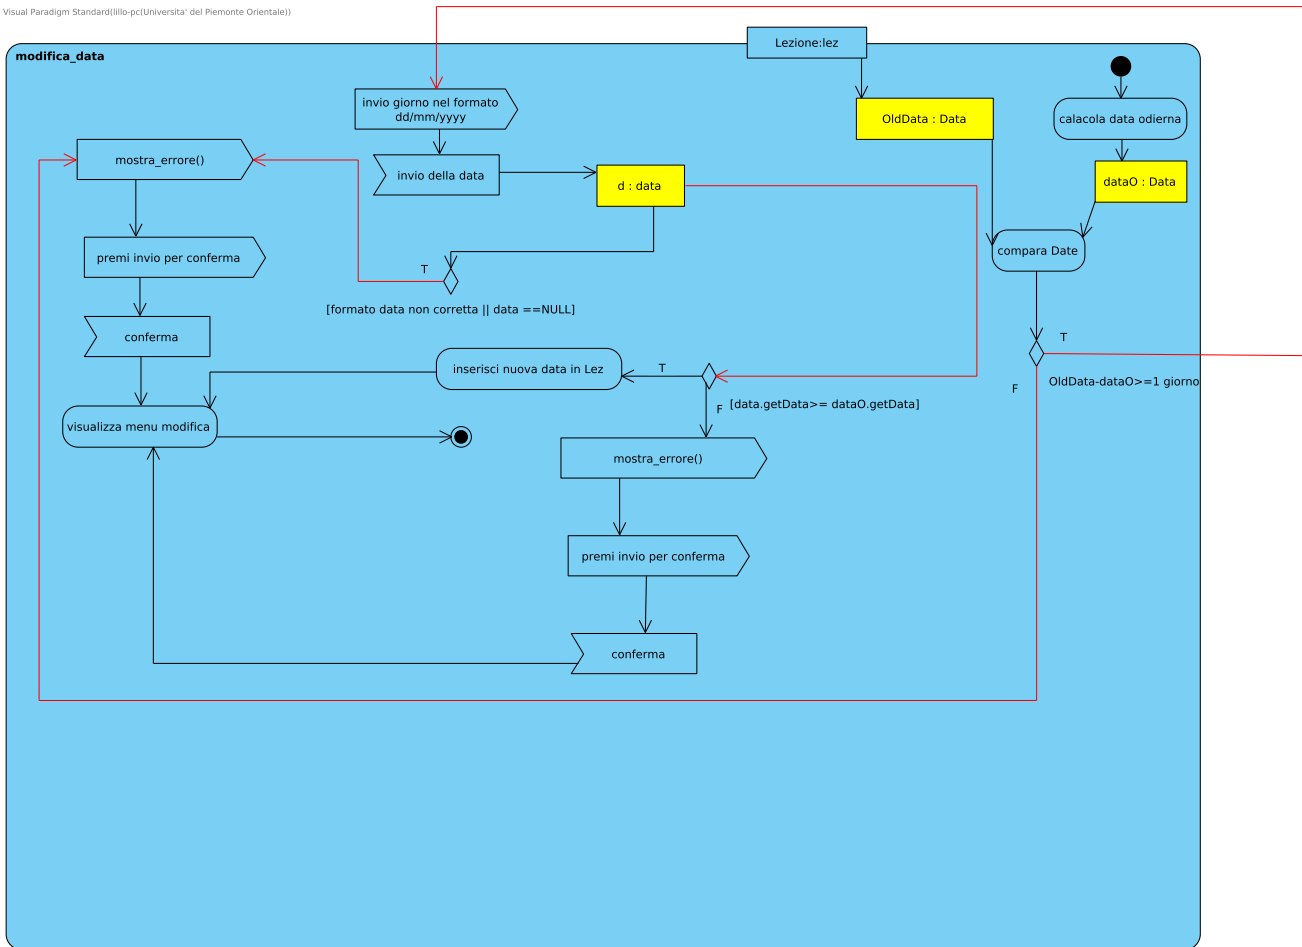 Visual Paradigm Standard(lillo-pc(Universita' del Piemonte Orientale))
modifica_data
Lezione:lez
invio giorno nel formato
dd/mm/yyyy
OldData : Data
calacola data odierna
mostra_errore()
invio della data
d : data
dataO : Data
premi invio per conferma
compara Date
T
[formato data non corretta || data ==NULL]
conferma
T
OldData-dataO>=1 giorno
F
inserisci nuova data in Lez
T
F
[data.getData>= dataO.getData]
visualizza menu modifica
mostra_errore()
premi invio per conferma
conferma